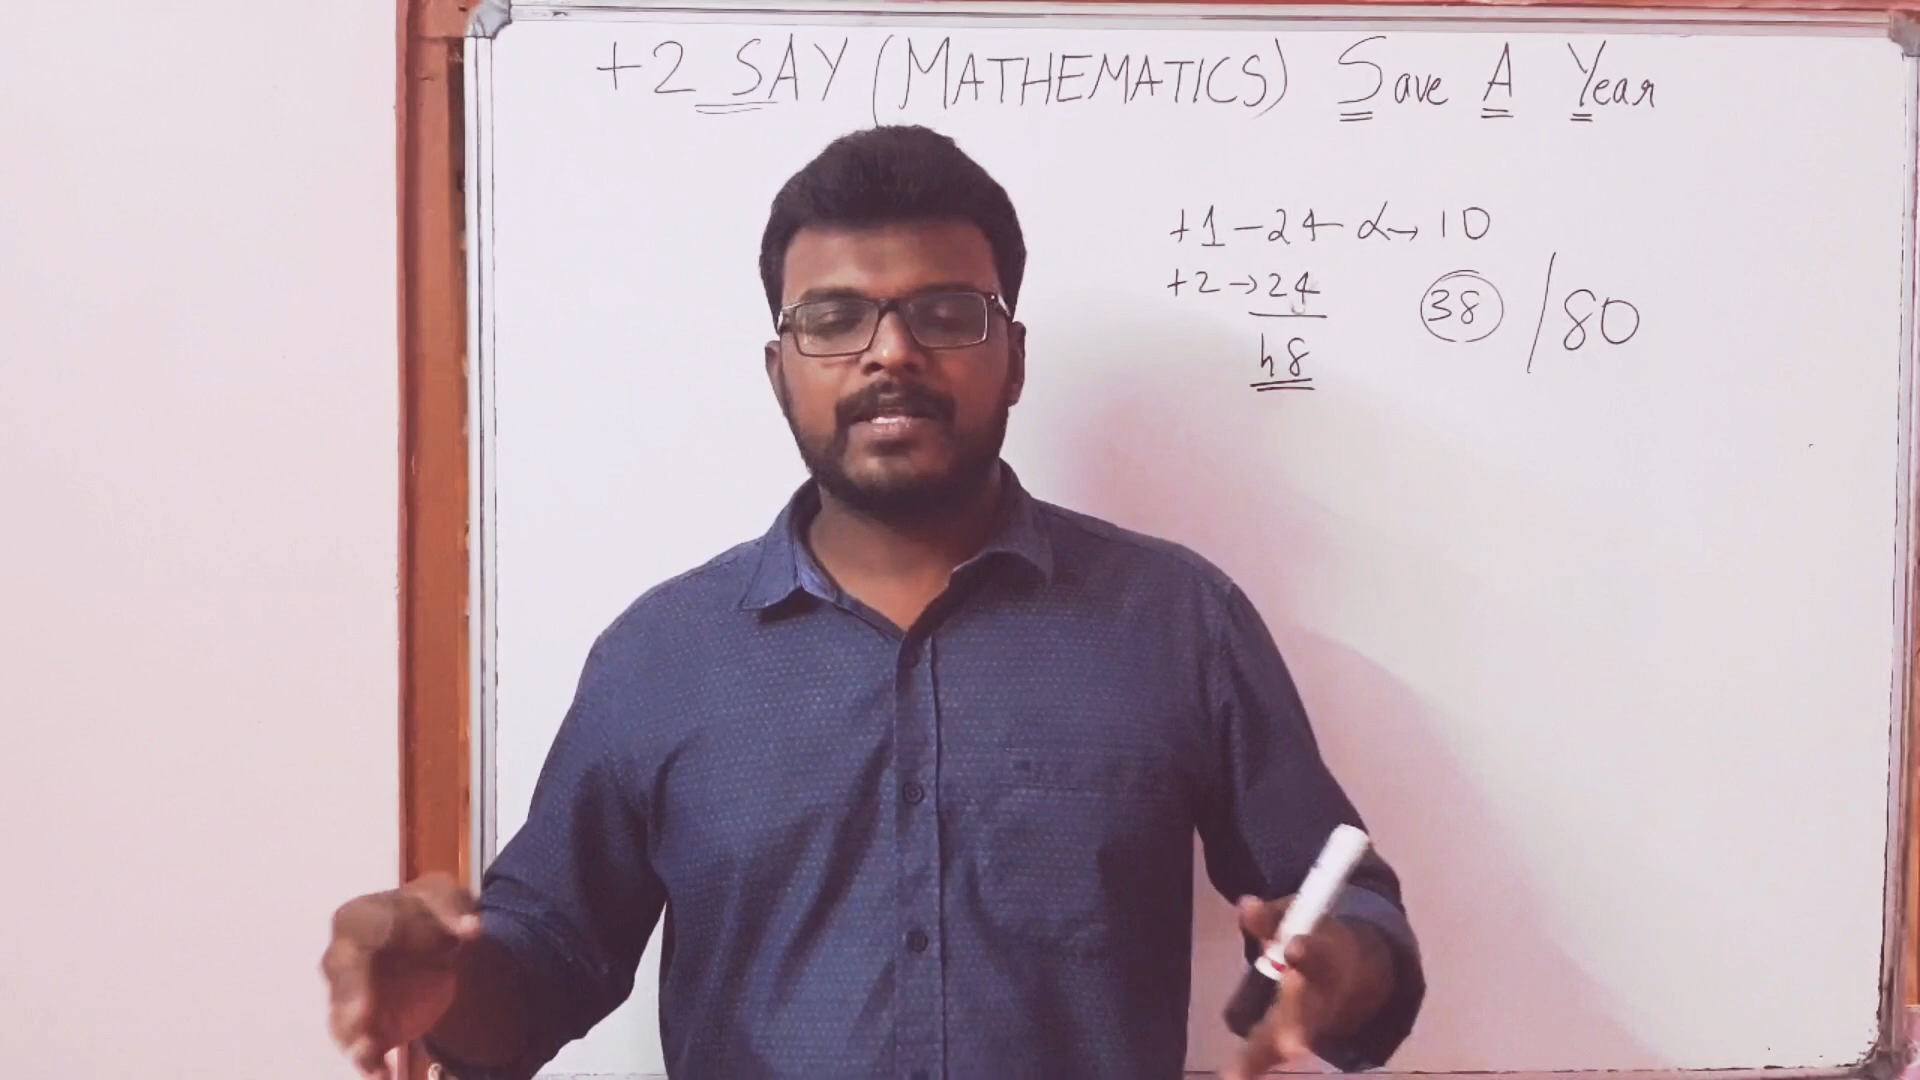 +2 SAY (MATHEMATICS) Save A Year
+1 – 24 α→ 10
+2 → 24
38 / 80
48